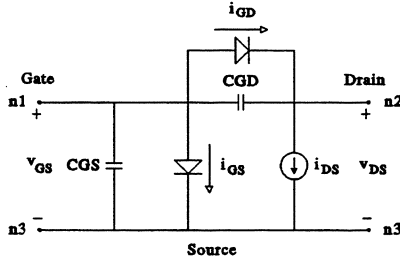 iGD
Gate CGD Drain
n1 n2
+ +
vGS CGS iGS iDS vDS
− −
n3 n3
Source